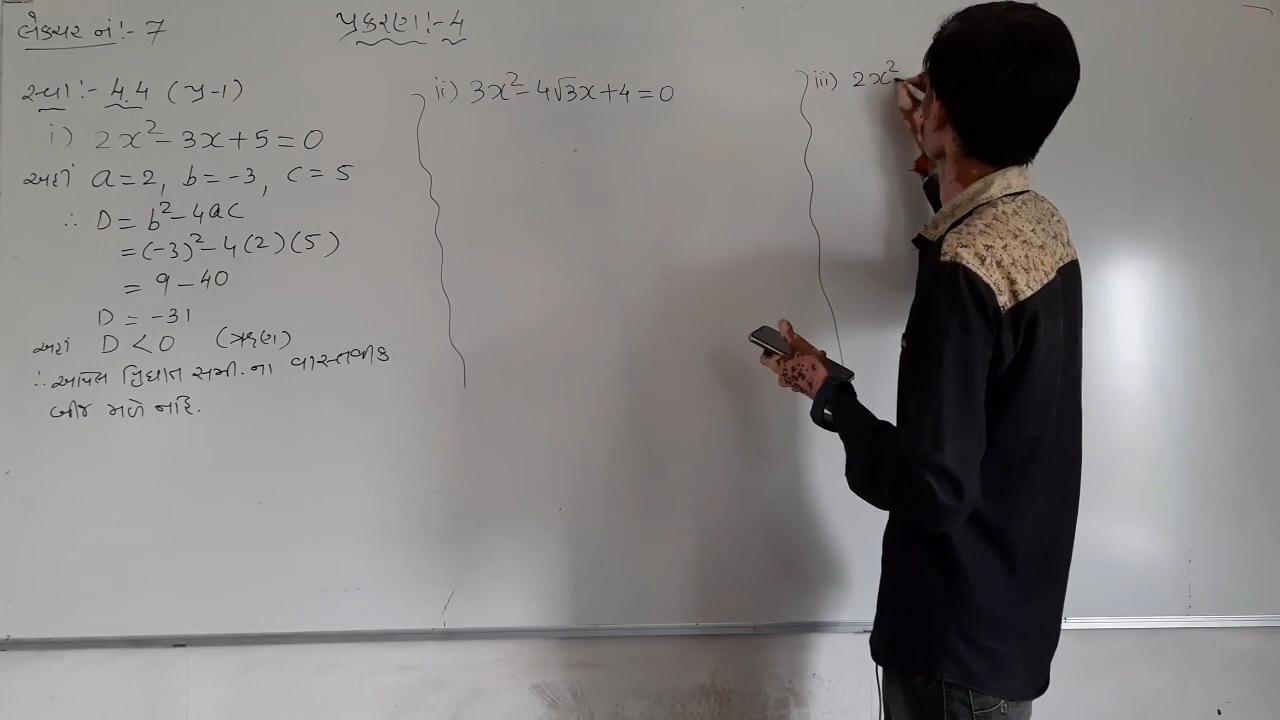 લેક્ચર નં:- 7
પ્રકરણ:- 4
સ્વા:- 4.4 (પ્ર-1)
i) 2x² - 3x + 5 = 0
અહીં a = 2, b = -3, c = 5
∴ D = b² - 4ac
= (-3)² - 4(2)(5)
= 9 - 40
D = -31
અહીં D < 0 (ઋણ)
∴ આપેલ દ્વિઘાત સમી. ના વાસ્તવીક
બીજ મળે નહિ.
ii) 3x² - 4√3x + 4 = 0
iii) 2x²